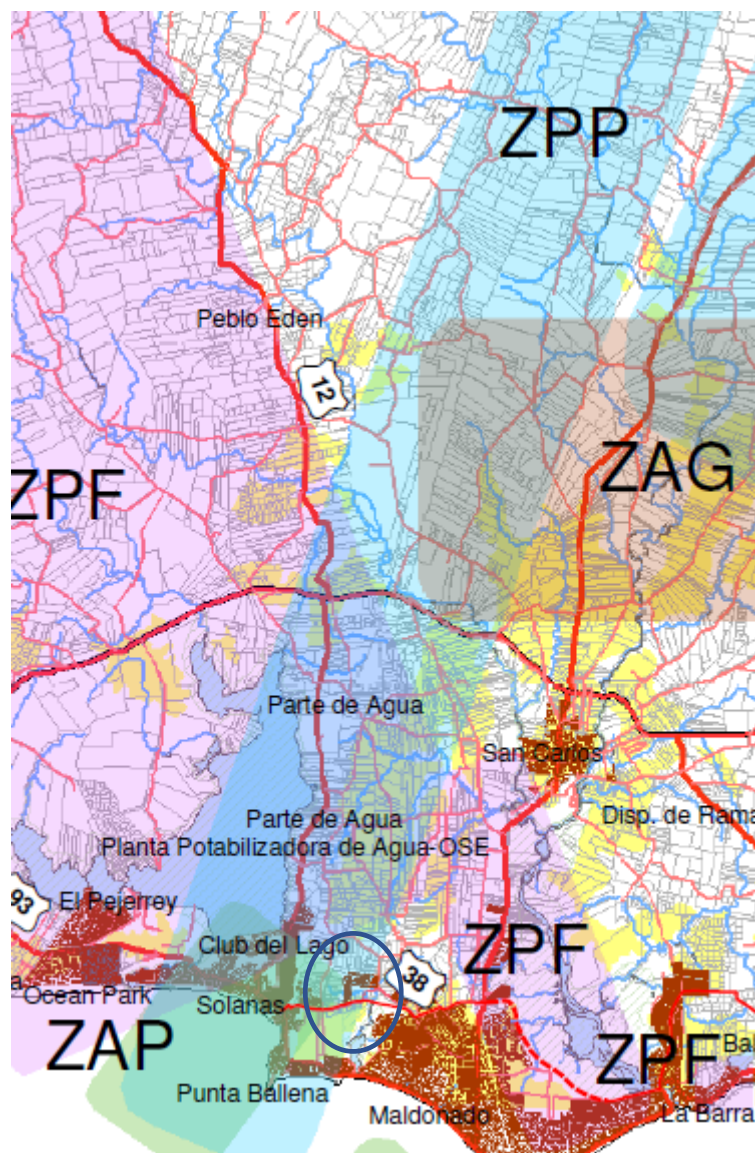 ZPP
Peblo Eden
12
ZAG
ZPF
Parte de Agua
San Carlos
Disp. de Rama
Parte de Agua
Planta Potabilizadora de Agua-OSE
93
El Pejerrey
Club del Lago
ZPF
38
a
Ocean Park
Solanas
ZAP
ZPF
Bal
Punta Ballena
Maldonado
La Barra